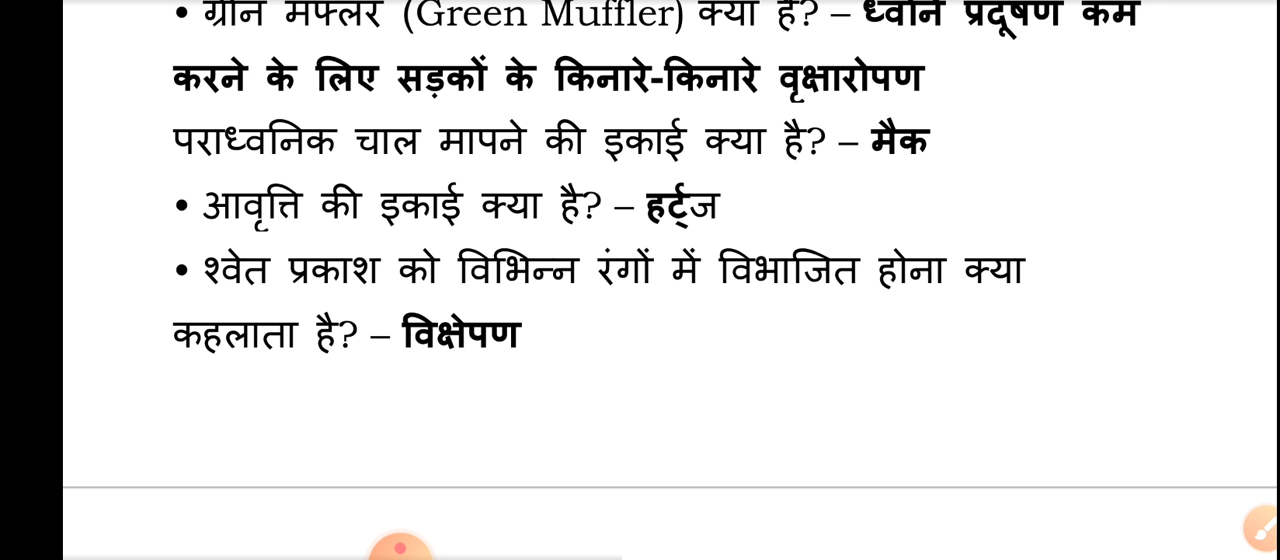 • ग्रीन मफ्लर (Green Muffler) क्या है? – ध्वनि प्रदूषण कम
करने के लिए सड़कों के किनारे-किनारे वृक्षारोपण
पराध्वनिक चाल मापने की इकाई क्या है? – मैक
• आवृत्ति की इकाई क्या है? – हर्ट्ज
• श्वेत प्रकाश को विभिन्न रंगों में विभाजित होना क्या
कहलाता है? – विक्षेपण